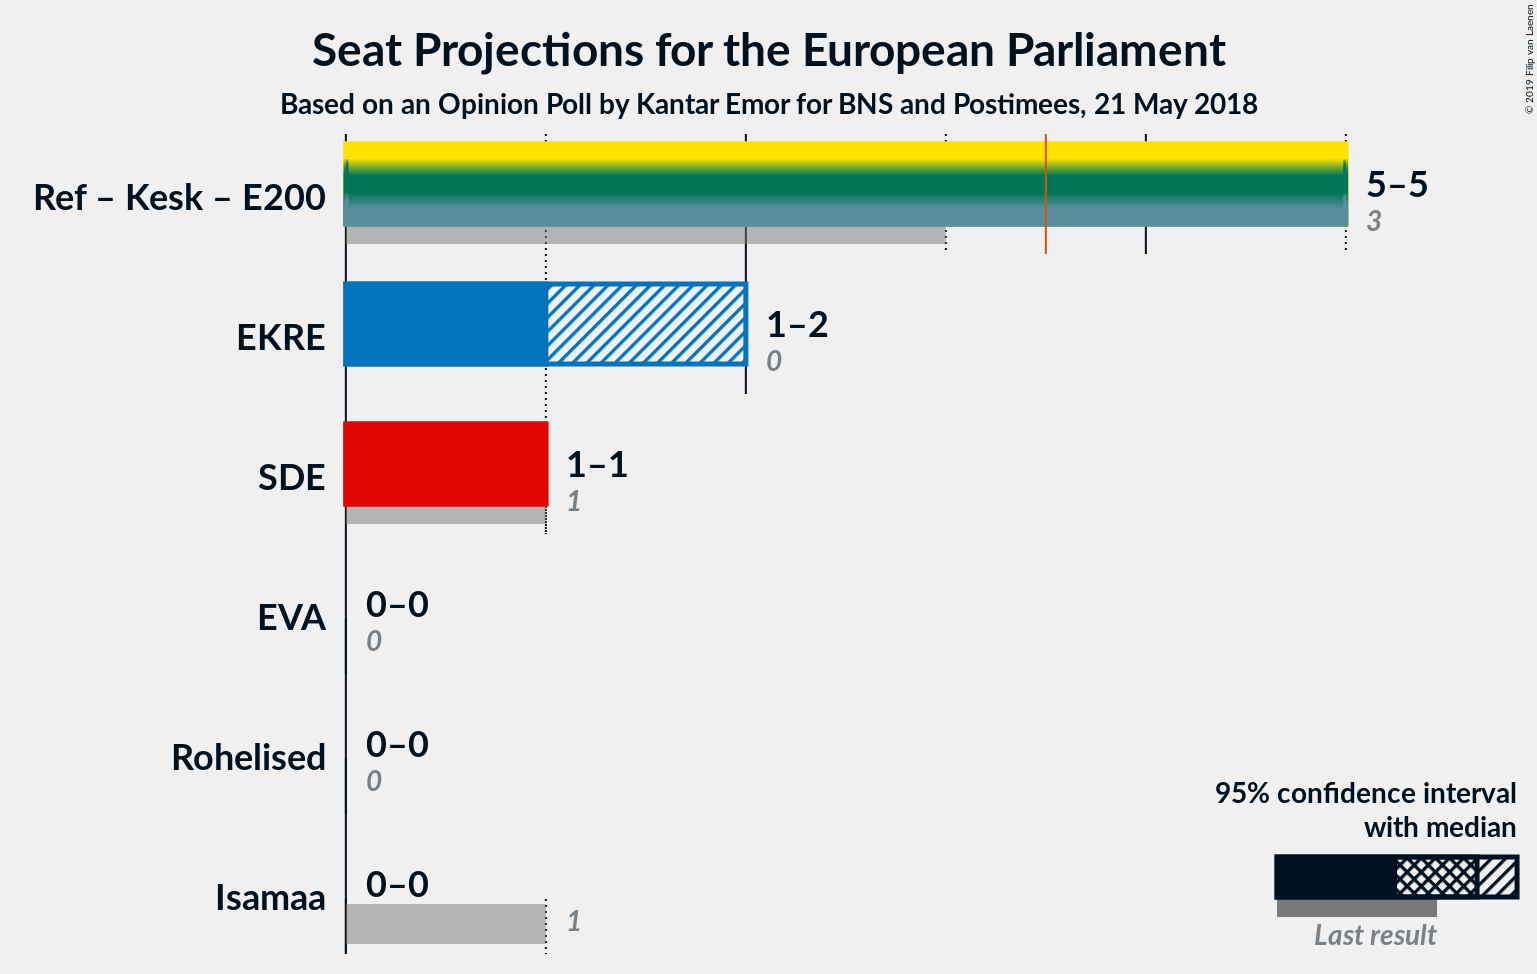 Seat Projections for the European Parliament
Based on an Opinion Poll by Kantar Emor for BNS and Postimees, 21 May 2018
© 2019 Filip van Laenen
Ref – Kesk – E200
5–5
3
EKRE
1–2
0
SDE
1–1
1
EVA
0–0
0
Rohelised
0–0
0
Isamaa
0–0
1
95% confidence interval
with median
Last result